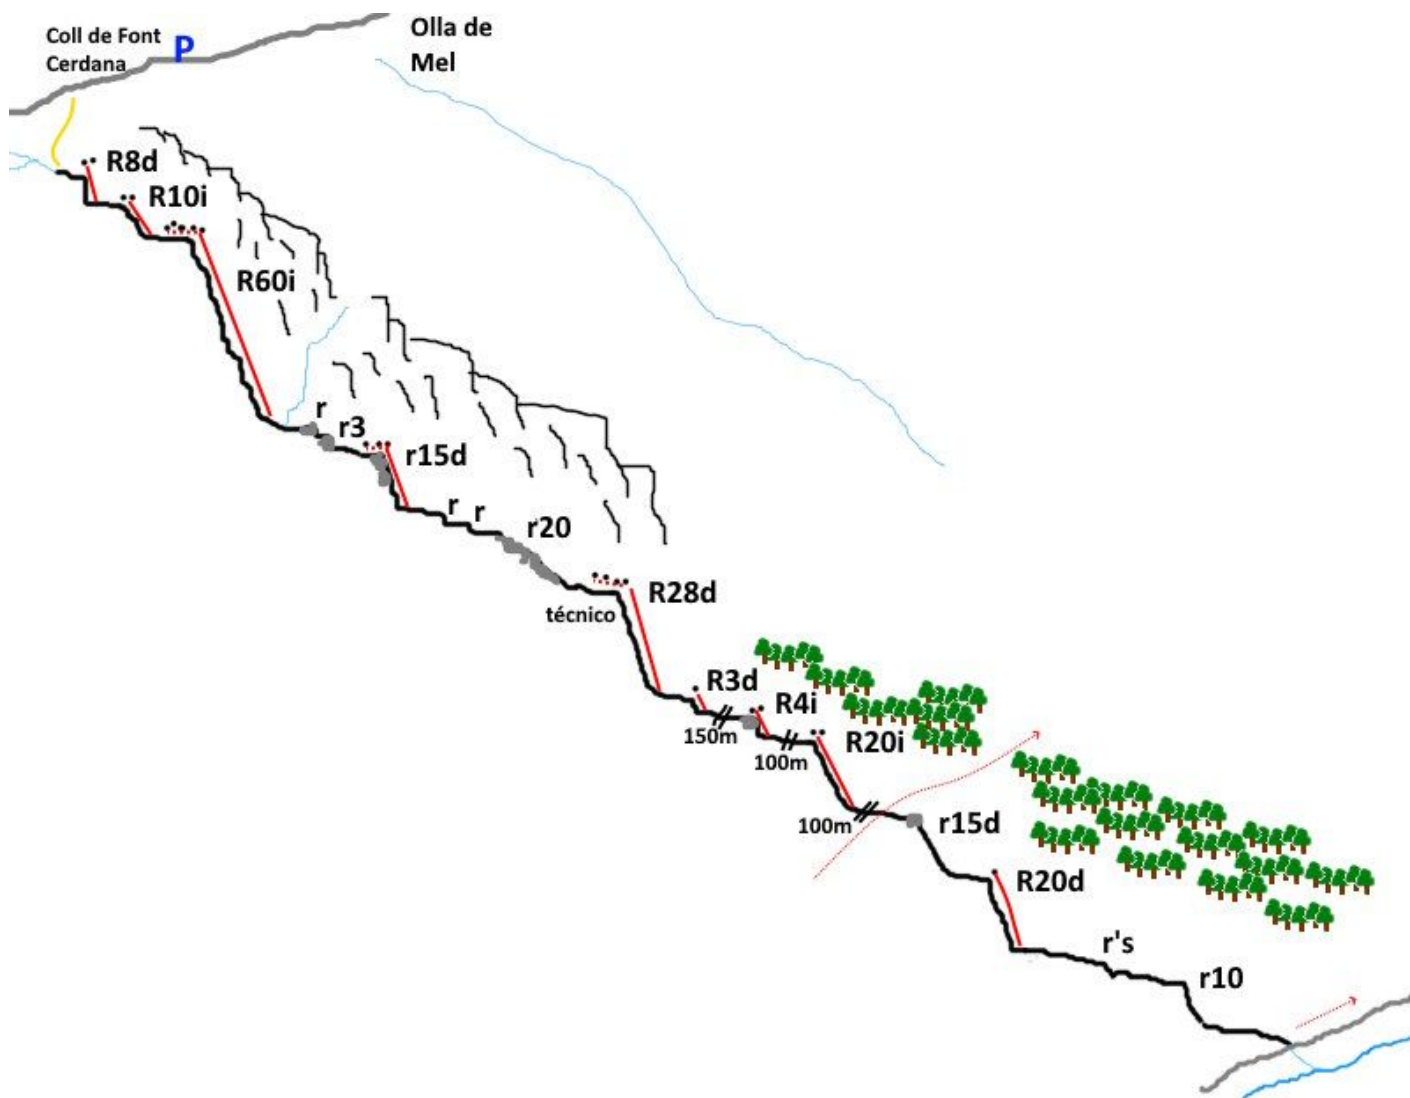 Coll de Font
Cerdana
P
Olla de
Mel
R8d
R10i
R60i
r
r3
r15d
r
r
r20
técnico
R28d
R3d
150m
R4i
100m
R20i
100m
r15d
R20d
r's
r10